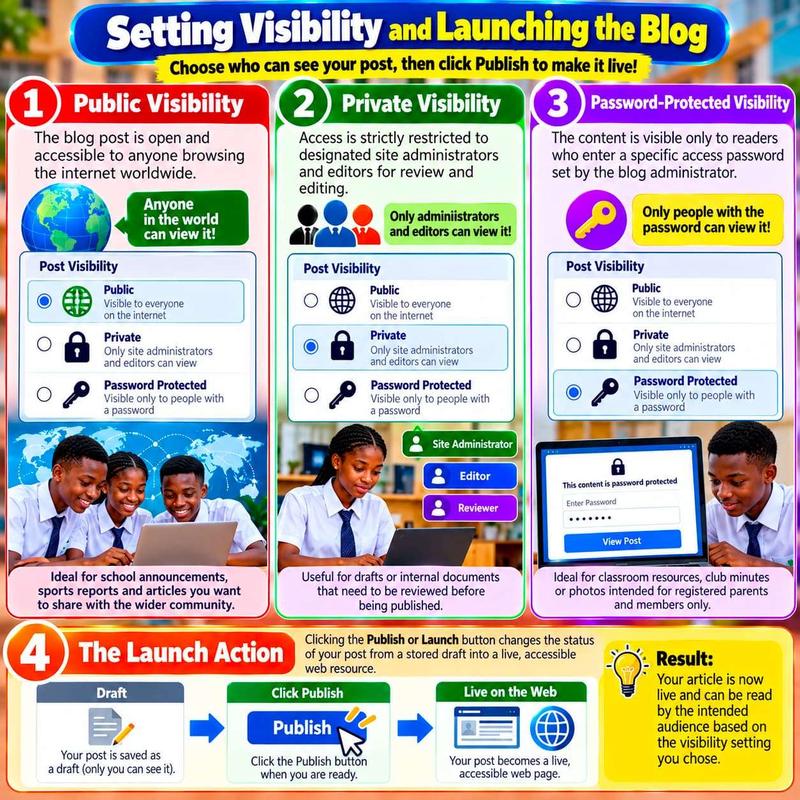 Setting Visibility and Launching the Blog
Choose who can see your post, then click Publish to make it live!
1 Public Visibility
The blog post is open and
accessible to anyone browsing
the internet worldwide.
Anyone
in the world
can view it!
Post Visibility
Public
Visible to everyone
on the internet
Private
Only site administrators
and editors can view
Password Protected
Visible only to people with
a password
Ideal for school announcements,
sports reports and articles you want
to share with the wider community.
2 Private Visibility
Access is strictly restricted to
designated site administrators
and editors for review and
editing.
Only adminiistrators
and editors can view it!
Post Visibility
Public
Visible to everyone
on the internet
Private
Only site administrators
and editors can view
Password Protected
Visible only to people with
a password
Site Administrator
Editor
Reviewer
Useful for drafts or internal documents
that need to be reviewed before
being published.
3 Password-Protected Visibility
The content is visible only to readers
who enter a specific access password
set by the blog administrator.
Only people with the
password can view it!
Post Visibility
Public
Visible to everyone
on the internet
Private
Only site administrators
and editors can view
Password Protected
Visible only to people with
a password
This content is password protected
Enter Password
•••••••
View Post
Ideal for classroom resources, club minutes
or photos intended for registered parents
and members only.
4 The Launch Action
Clicking the Publish or Launch button changes the status
of your post from a stored draft into a live, accessible
web resource.
Draft
Your post is saved as
a draft (only you can see it).
Click Publish
Publish
Click the Publish button
when you are ready.
Live on the Web
Your post becomes a live,
accessible web page.
Result:
Your article is now
live and can be read
by the intended
audience based on
the visibility setting
you chose.